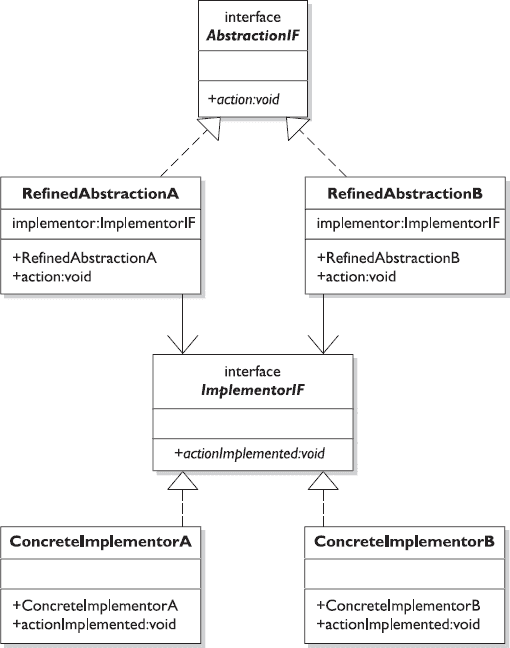 interface
AbstractionIF
+action:void
RefinedAbstractionA
implementor:ImplementorIF
+RefinedAbstractionA
+action:void
RefinedAbstractionB
implementor:ImplementorIF
+RefinedAbstractionB
+action:void
interface
ImplementorIF
+actionImplemented:void
ConcreteImplementorA
+ConcreteImplementorA
+actionImplemented:void
ConcreteImplementorB
+ConcreteImplementorB
+actionImplemented:void